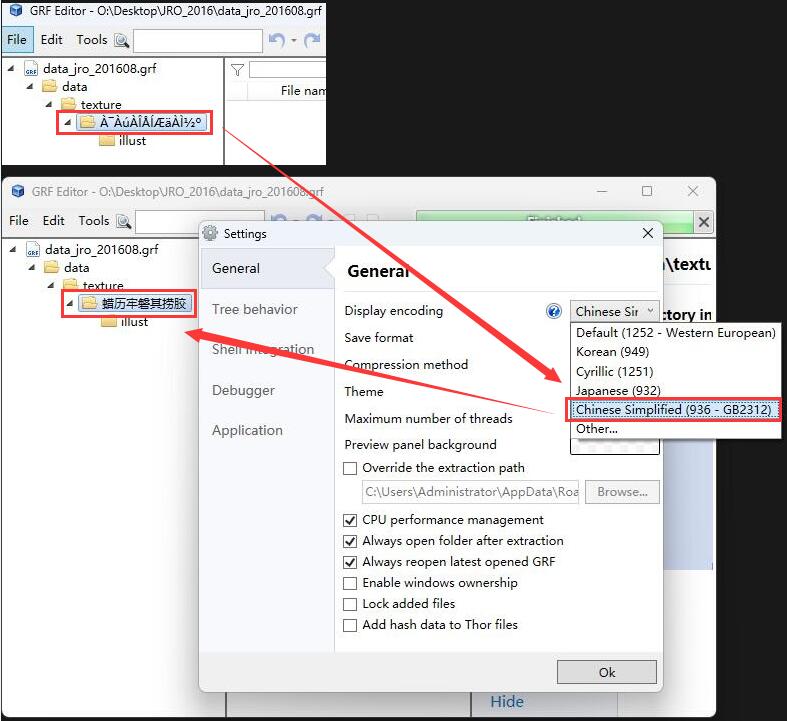 GRF Editor - O:\Desktop\JRO_2016\data_jro_201608.grf
File Edit Tools
data_jro_201608.grf
data
File nam
texture
À¯ÀúÀÎÅÍÆäÀÌ½º
illust
GRF Editor - O:\Desktop\JRO_2016\data_jro_201608.grf
File Edit Tools
Finished
data_jro_201608.grf
data
texture
蜡历牢磐其捞胶
illust
Settings
General
Tree behavior
Shell integration
Debugger
Application
General
Display encoding
Chinese Sir
Save format
Compression method
Theme
Maximum number of threads
Preview panel background
Default (1252 - Western European)
Korean (949)
Cyrillic (1251)
Japanese (932)
Chinese Simplified (936 - GB2312)
Other...
Override the extraction path
C:\Users\Administrator\AppData\Roa
Browse...
CPU performance management
Always open folder after extraction
Always reopen latest opened GRF
Enable windows ownership
Lock added files
Add hash data to Thor files
Ok
\textu
ctory in
Hide